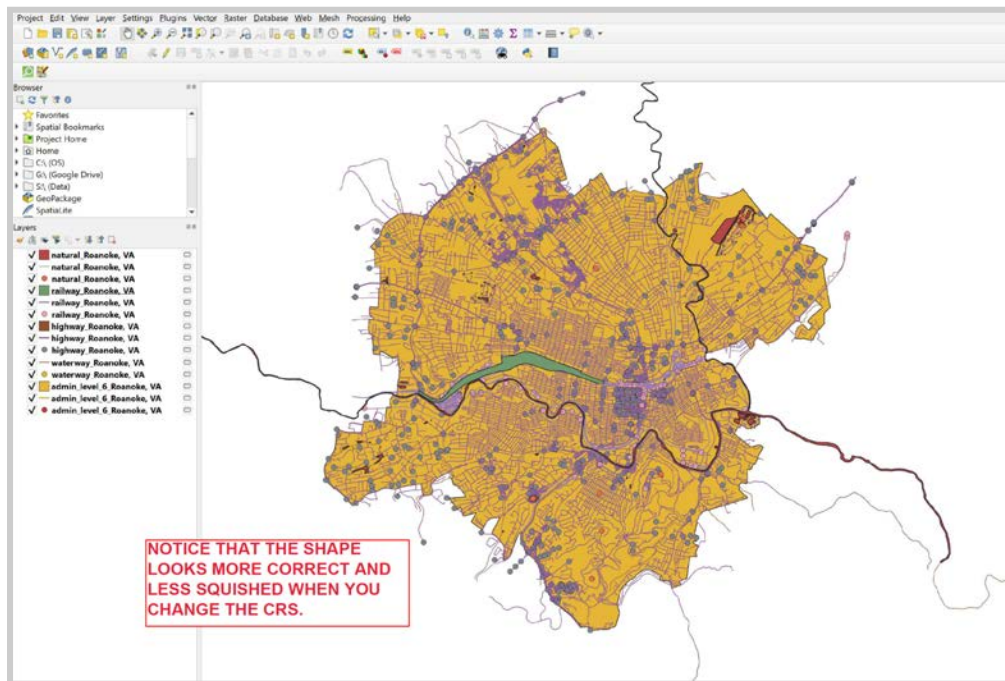 Project Edit View Layer Settings Plugins Vector Raster Database Web Mesh Processing Help
Browser
Favorites
Spatial Bookmarks
Project Home
Home
C:\ (OS)
G:\ (Google Drive)
S:\ (Data)
GeoPackage
SpatiaLite
Layers
natural_Roanoke, VA
natural_Roanoke, VA
natural_Roanoke, VA
railway_Roanoke, VA
railway_Roanoke, VA
railway_Roanoke, VA
highway_Roanoke, VA
highway_Roanoke, VA
highway_Roanoke, VA
waterway_Roanoke, VA
waterway_Roanoke, VA
admin_level_6_Roanoke, VA
admin_level_6_Roanoke, VA
admin_level_6_Roanoke, VA
NOTICE THAT THE SHAPE
LOOKS MORE CORRECT AND
LESS SQUISHED WHEN YOU
CHANGE THE CRS.